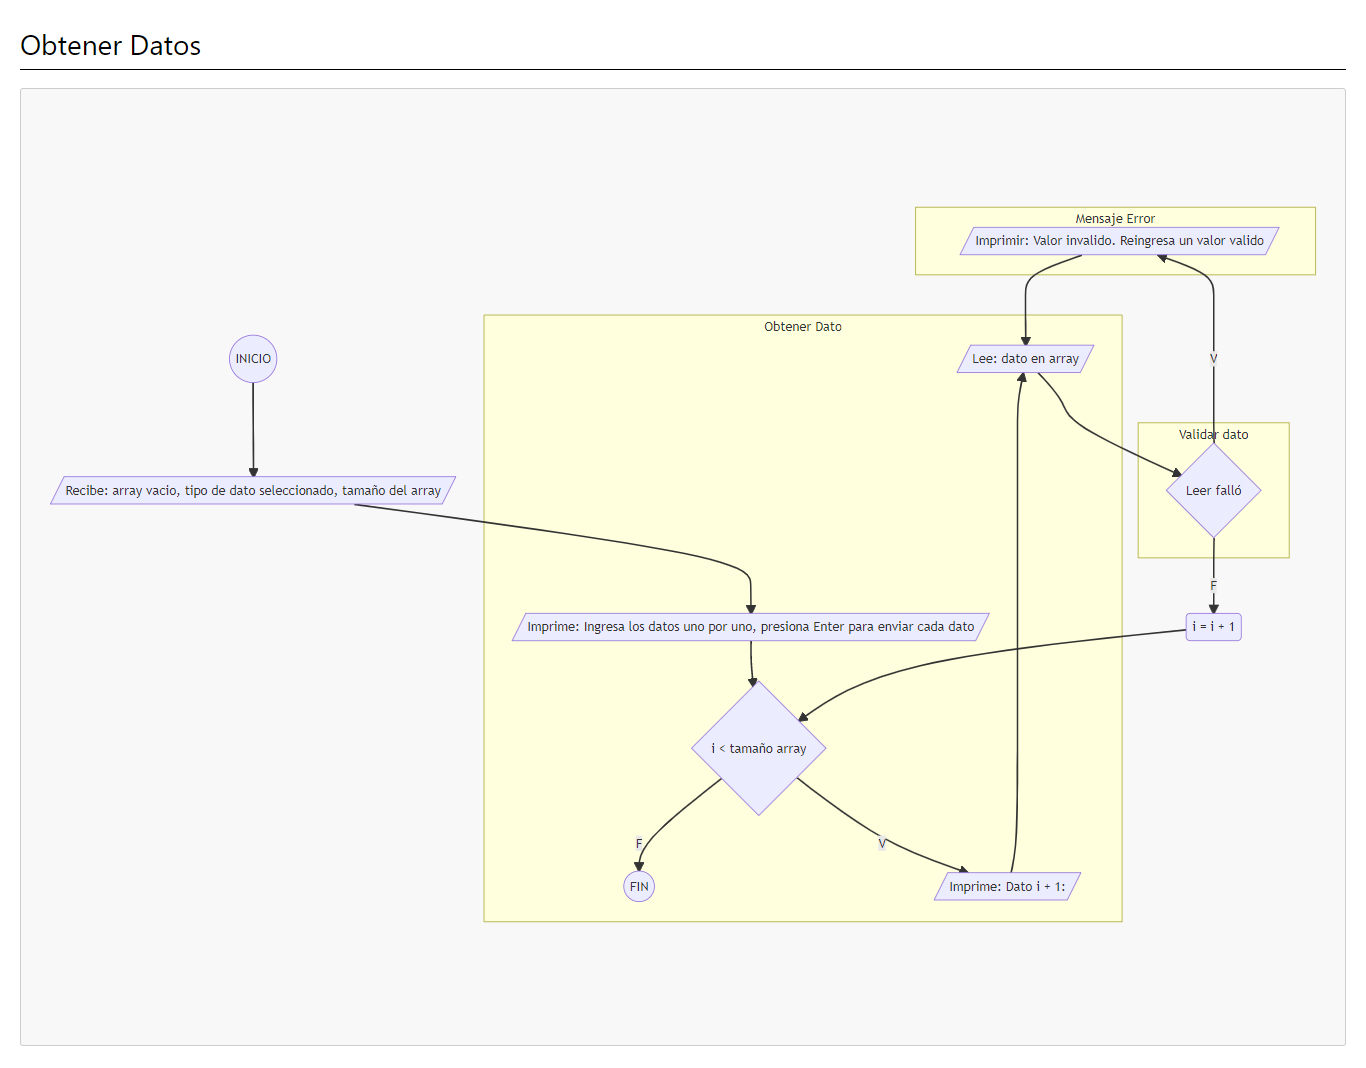 Obtener Datos
Mensaje Error
Imprimir: Valor invalido. Reingresa un valor valido
Obtener Dato
INICIO
Lee: dato en array
V
Validar dato
Recibe: array vacio, tipo de dato seleccionado, tamaño del array
Leer falló
F
Imprime: Ingresa los datos uno por uno, presiona Enter para enviar cada dato
i = i + 1
i < tamaño array
F
V
FIN
Imprime: Dato i + 1: